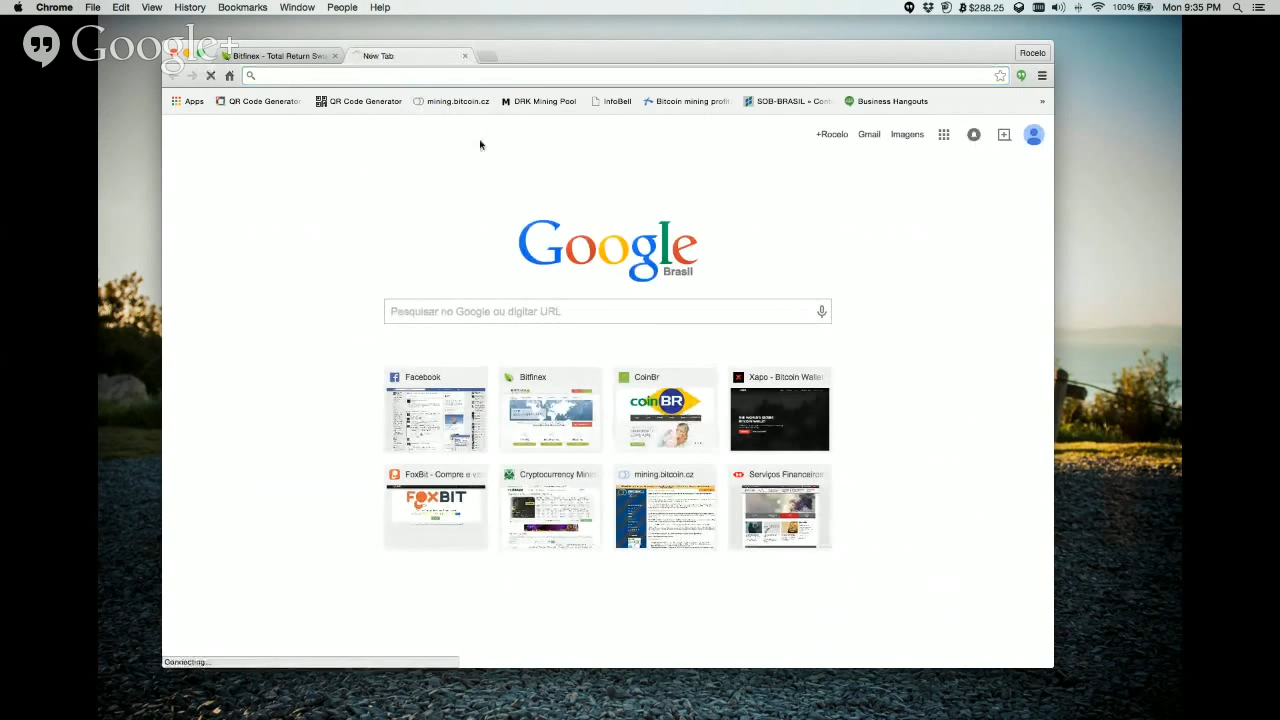 Chrome File Edit View History Bookmarks Window People Help $288.25 100% Mon 9:35 PM
Google+
Bitfinex - Total Return Swa New Tab Rocelo
Apps QR Code Generator QR Code Generator mining.bitcoin.cz DRK Mining Pool InfoBell Bitcoin mining profit SOB-BRASIL » Cont Business Hangouts »
+Rocelo Gmail Imagens
Google
Brasil
Pesquisar no Google ou digitar URL
Facebook Bitfinex CoinBr Xapo - Bitcoin Wallet
coinBR
FoxBit - Compre e v Cryptocurrency Mini mining.bitcoin.cz Serviços Financeiros
FOXBIT
Connecting...